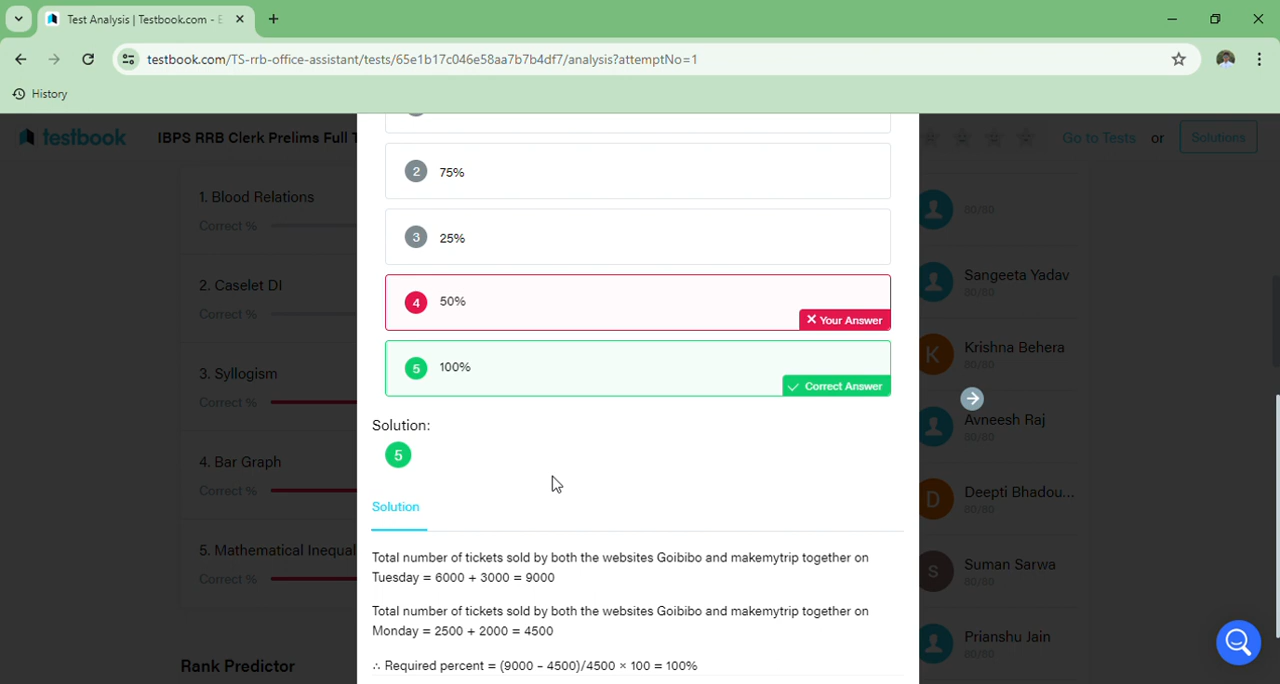 Test Analysis | Testbook.com - E
testbook.com/TS-rrb-office-assistant/tests/65e1b17c046e58aa7b7b4df7/analysis?attemptNo=1
History
testbook
IBPS RRB Clerk Prelims Full T
Go to Tests or Solutions
1. Blood Relations
Correct %
2. Caselet DI
Correct %
3. Syllogism
Correct %
4. Bar Graph
Correct %
5. Mathematical Inequal
Correct %
Rank Predictor
2 75%
3 25%
4 50%
Your Answer
5 100%
Correct Answer
Solution:
5
Solution
Total number of tickets sold by both the websites Goibibo and makemytrip together on
Tuesday = 6000 + 3000 = 9000
Total number of tickets sold by both the websites Goibibo and makemytrip together on
Monday = 2500 + 2000 = 4500
∴ Required percent = (9000 - 4500)/4500 × 100 = 100%
80/80
Sangeeta Yadav
80/80
K Krishna Behera
80/80
Avneesh Raj
80/80
D Deepti Bhadou...
80/80
S Suman Sarwa
80/80
Prianshu Jain
80/80